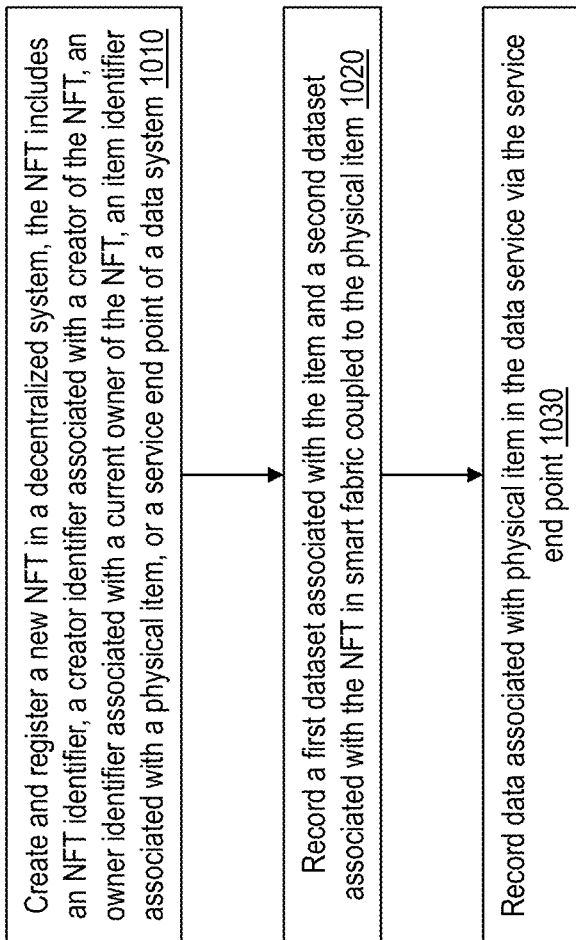 Create and register a new NFT in a decentralized system, the NFT includes
an NFT identifier, a creator identifier associated with a creator of the NFT, an
owner identifier associated with a current owner of the NFT, an item identifier
associated with a physical item, or a service end point of a data system 1010
Record a first dataset associated with the item and a second dataset
associated with the NFT in smart fabric coupled to the physical item 1020
Record data associated with physical item in the data service via the service
end point 1030